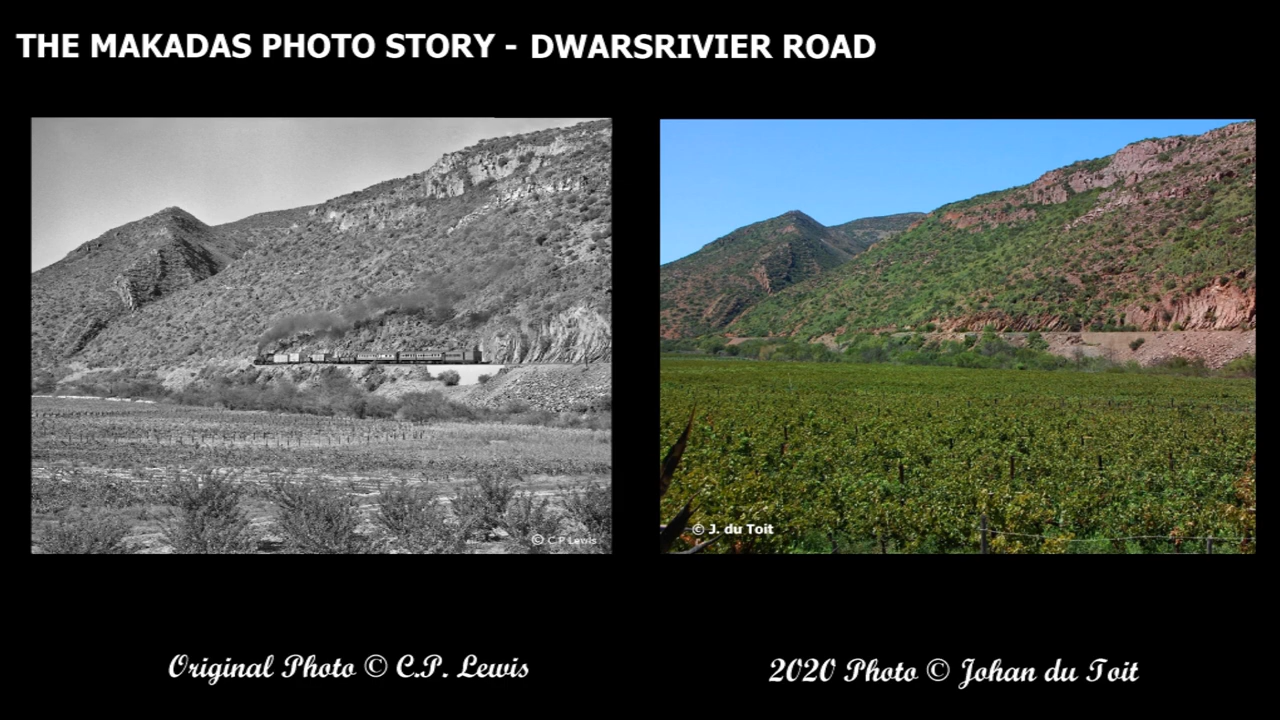 THE MAKADAS PHOTO STORY - DWARSRIVIER ROAD
© C.P Lewis
© J. du Toit
Original Photo © C.P. Lewis
2020 Photo © Johan du Toit